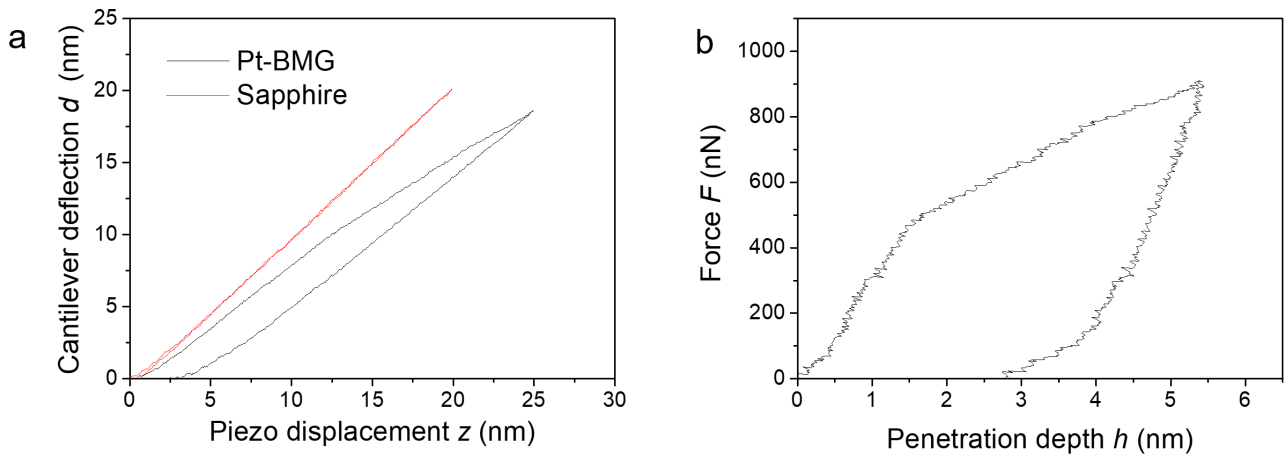 a
25
20
15
10
5
0
Cantilever deflection d (nm)
Pt-BMG
Sapphire
0 5 10 15 20 25 30
Piezo displacement z (nm)
b
1000
800
600
400
200
0
Force F (nN)
0 1 2 3 4 5 6
Penetration depth h (nm)